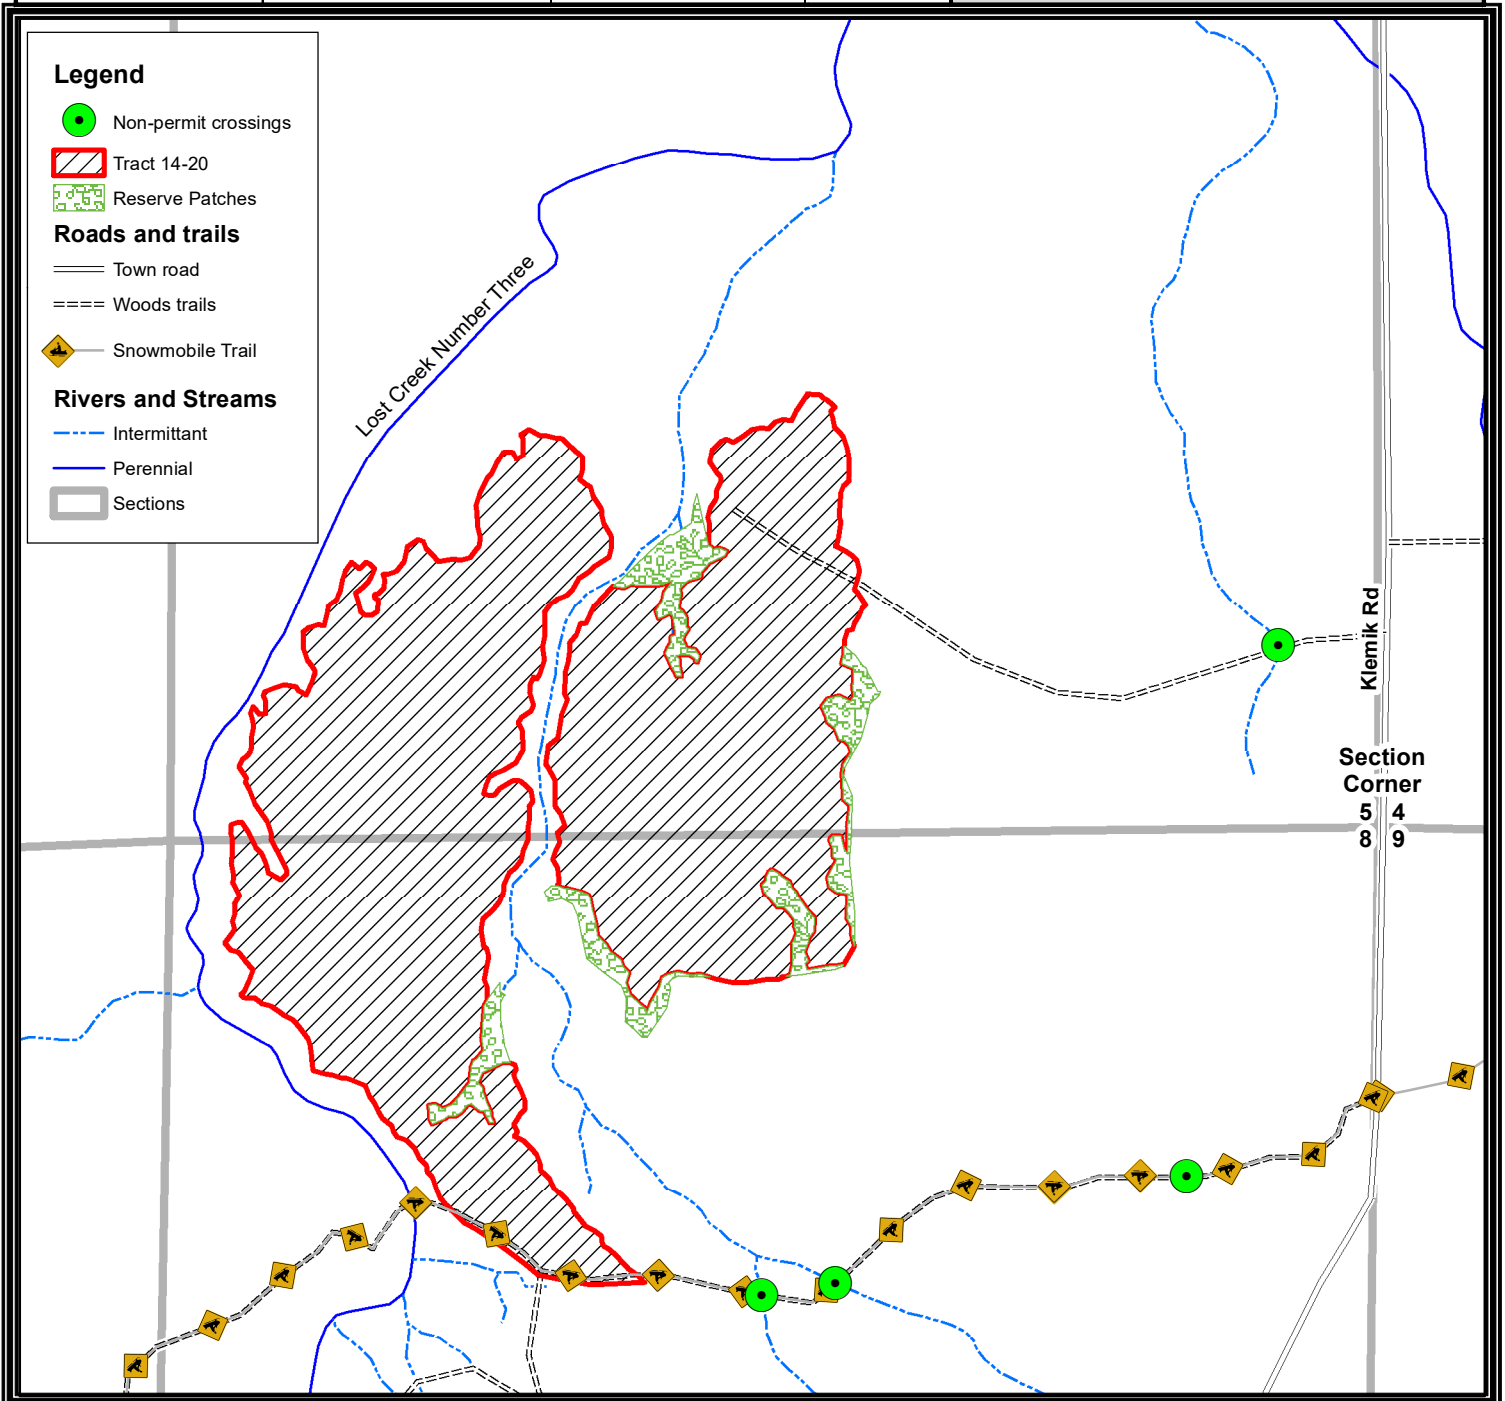 Legend
Non-permit crossings
Tract 14-20
Reserve Patches
Roads and trails
Town road
Woods trails
Snowmobile Trail
Rivers and Streams
Intermittant
Perennial
Sections
Lost Creek Number Three
Klemik Rd
Section
Corner
5 4
8 9